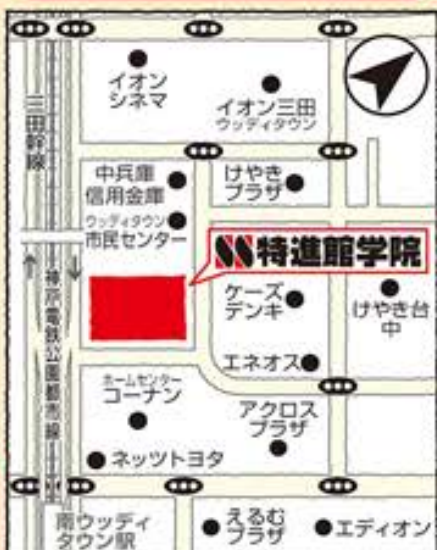 イオン
シネマ
イオン三田
ウッディタウン
三田幹線
中兵庫
信用金庫
けやき
プラザ
ウッディタウン
市民センター
特進館学院
ケーズ
デンキ
けやき台
中
神戸電鉄公園都市線
エネオス
ホームセンター
コーナン
アクロス
プラザ
ネッツトヨタ
南ウッディ
タウン駅
えるむ
プラザ
エディオン